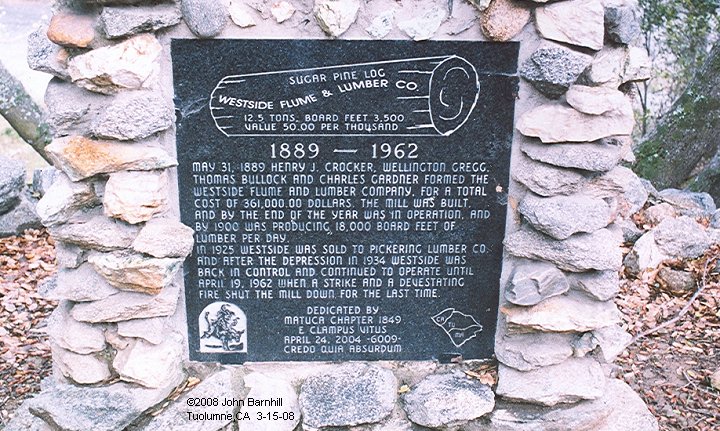 SUGAR PINE LOG
WESTSIDE FLUME & LUMBER CO.
12.5 TONS, BOARD FEET 3,500
VALUE 50.00 PER THOUSAND
1889 — 1962
MAY 31, 1889 HENRY J. CROCKER, WELLINGTON GREGG,
THOMAS BULLOCK AND CHARLES GARDNER FORMED THE
WESTSIDE FLUME AND LUMBER COMPANY, FOR A TOTAL
COST OF 361,000.00 DOLLARS. THE MILL WAS BUILT,
AND BY THE END OF THE YEAR WAS IN OPERATION, AND
BY 1900 WAS PRODUCING 18,000 BOARD FEET OF
LUMBER PER DAY.
IN 1925 WESTSIDE WAS SOLD TO PICKERING LUMBER CO.
AND AFTER THE DEPRESSION IN 1934 WESTSIDE WAS
BACK IN CONTROL AND CONTINUED TO OPERATE UNTIL
APRIL 19, 1962 WHEN A STRIKE AND A DEVESTATING
FIRE SHUT THE MILL DOWN FOR THE LAST TIME.
DEDICATED BY
MATUCA CHAPTER 1849
E CLAMPUS VITUS
APRIL 24, 2004 -6009-
CREDO QUIA ABSURDUM
©2008 John Barnhill
Tuolumne CA 3-15-08